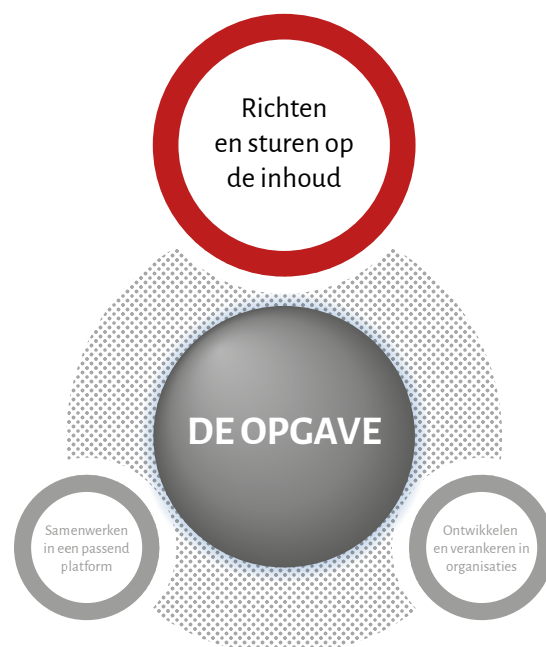 Richten
en sturen op
de inhoud
DE OPGAVE
Samenwerken
in een passend
platform
Ontwikkelen
en verankeren in
organisaties